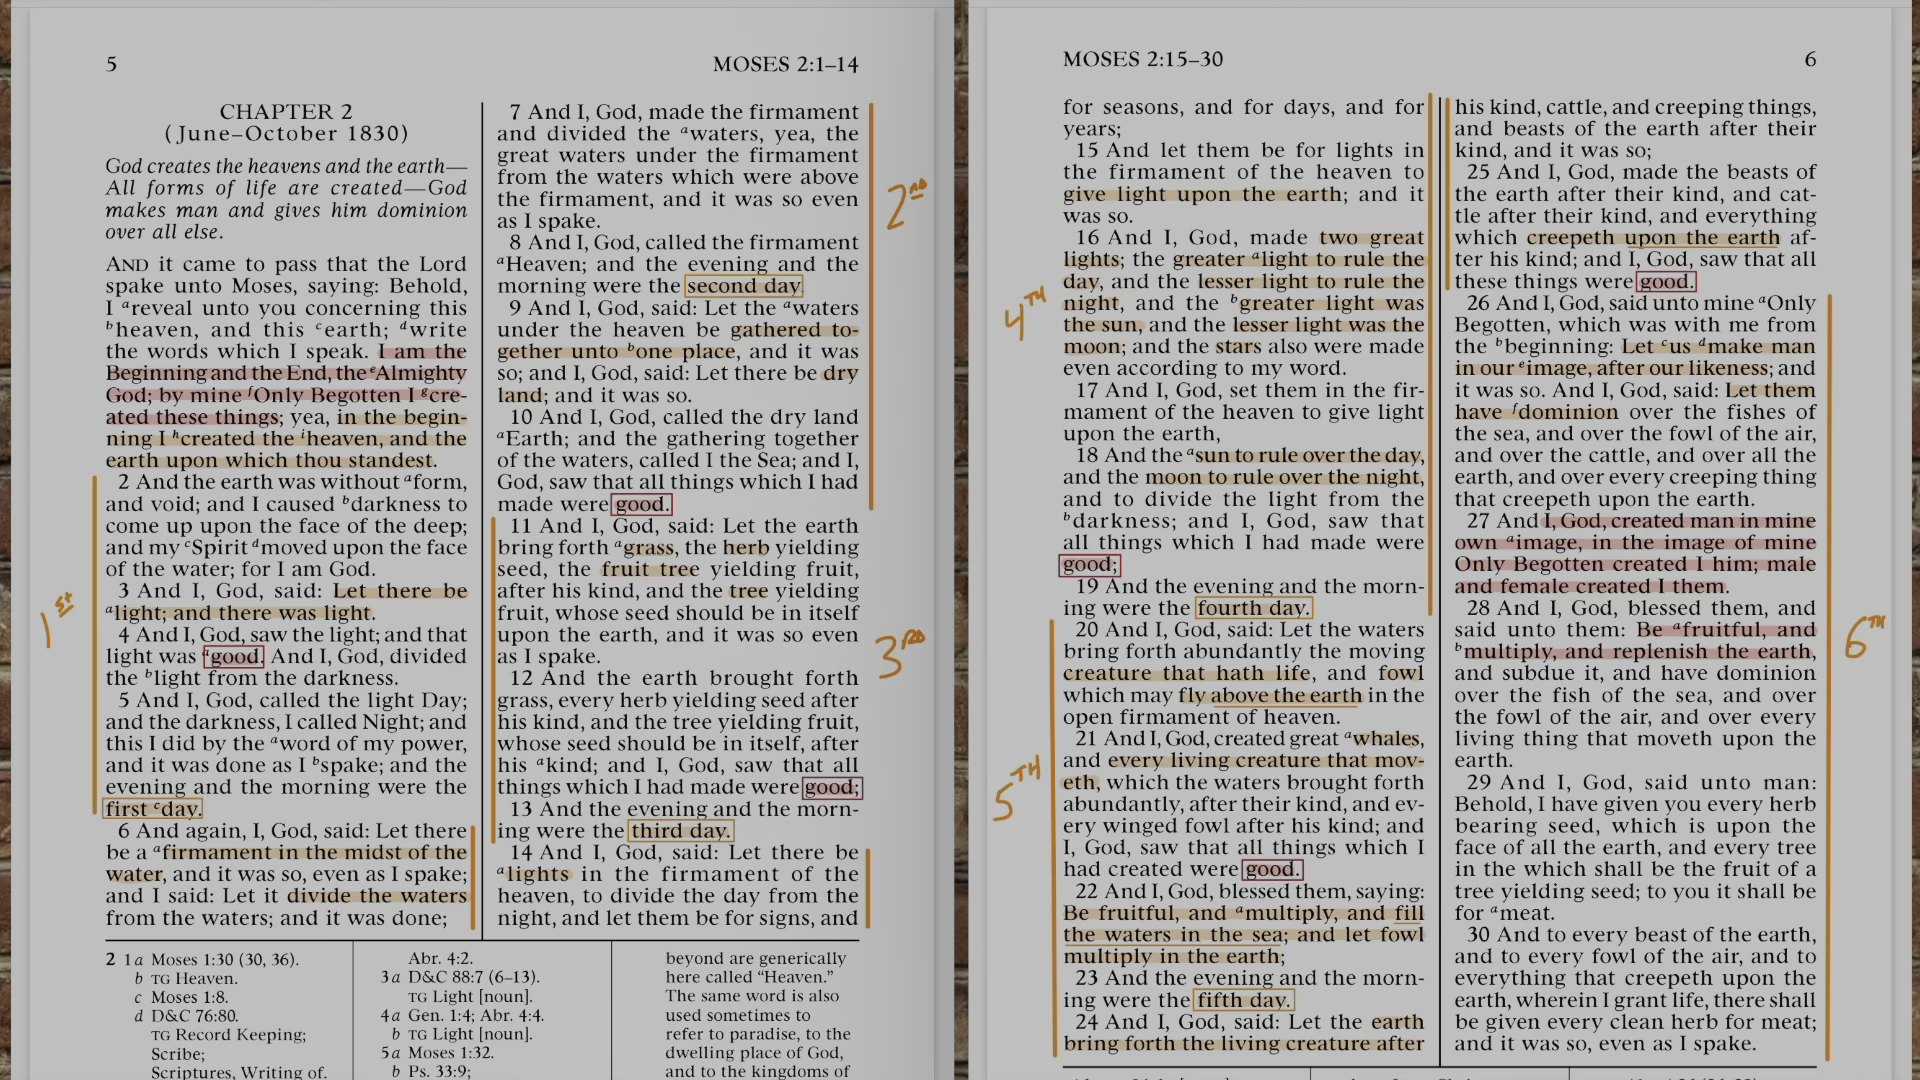 5
MOSES 2:1–14
CHAPTER 2
(June–October 1830)
God creates the heavens and the earth—
All forms of life are created—God
makes man and gives him dominion
over all else.
AND it came to pass that the Lord
spake unto Moses, saying: Behold,
I areveal unto you concerning this
bheaven, and this cearth; dwrite
the words which I speak. I am the
Beginning and the End, the eAlmighty
God; by mine fOnly Begotten I gcre-
ated these things; yea, in the begin-
ning I hcreated the iheaven, and the
earth upon which thou standest.
2 And the earth was without aform,
and void; and I caused bdarkness to
come up upon the face of the deep;
and my cSpirit dmoved upon the face
of the water; for I am God.
3 And I, God, said: Let there be
alight; and there was light.
4 And I, God, saw the light; and that
light was agood. And I, God, divided
the blight from the darkness.
5 And I, God, called the light Day;
and the darkness, I called Night; and
this I did by the aword of my power,
and it was done as I bspake; and the
evening and the morning were the
first cday.
6 And again, I, God, said: Let there
be a afirmament in the midst of the
water, and it was so, even as I spake;
and I said: Let it divide the waters
from the waters; and it was done;
1ST
7 And I, God, made the firmament
and divided the awaters, yea, the
great waters under the firmament
from the waters which were above
the firmament, and it was so even
as I spake.
8 And I, God, called the firmament
aHeaven; and the evening and the
morning were the second day.
9 And I, God, said: Let the awaters
under the heaven be gathered to-
gether unto bone place, and it was
so; and I, God, said: Let there be dry
land; and it was so.
10 And I, God, called the dry land
aEarth; and the gathering together
of the waters, called I the Sea; and I,
God, saw that all things which I had
made were good.
11 And I, God, said: Let the earth
bring forth agrass, the herb yielding
seed, the fruit tree yielding fruit,
after his kind, and the tree yielding
fruit, whose seed should be in itself
upon the earth, and it was so even
as I spake.
12 And the earth brought forth
grass, every herb yielding seed after
his kind, and the tree yielding fruit,
whose seed should be in itself, after
his akind; and I, God, saw that all
things which I had made were good;
13 And the evening and the morn-
ing were the third day.
14 And I, God, said: Let there be
alights in the firmament of the
heaven, to divide the day from the
night, and let them be for signs, and
2ND
3RD
2 1a Moses 1:30 (30, 36).
b TG Heaven.
c Moses 1:8.
d D&C 76:80.
TG Record Keeping;
Scribe;
Scriptures, Writing of.
Abr. 4:2.
3a D&C 88:7 (6–13).
TG Light [noun].
4a Gen. 1:4; Abr. 4:4.
b TG Light [noun].
5a Moses 1:32.
b Ps. 33:9;
beyond are generically
here called “Heaven.”
The same word is also
used sometimes to
refer to paradise, to the
dwelling place of God,
and to the kingdoms of
MOSES 2:15–30
6
for seasons, and for days, and for
years;
15 And let them be for lights in
the firmament of the heaven to
give light upon the earth; and it
was so.
16 And I, God, made two great
lights; the greater alight to rule the
day, and the lesser light to rule the
night, and the bgreater light was
the sun, and the lesser light was the
moon; and the stars also were made
even according to my word.
17 And I, God, set them in the fir-
mament of the heaven to give light
upon the earth,
18 And the asun to rule over the day,
and the moon to rule over the night,
and to divide the light from the
bdarkness; and I, God, saw that
all things which I had made were
good;
19 And the evening and the morn-
ing were the fourth day.
20 And I, God, said: Let the waters
bring forth abundantly the moving
creature that hath life, and fowl
which may fly above the earth in the
open firmament of heaven.
21 And I, God, created great awhales,
and every living creature that mov-
eth, which the waters brought forth
abundantly, after their kind, and ev-
ery winged fowl after his kind; and
I, God, saw that all things which I
had created were good.
22 And I, God, blessed them, saying:
Be fruitful, and amultiply, and fill
the waters in the sea; and let fowl
multiply in the earth;
23 And the evening and the morn-
ing were the fifth day.
24 And I, God, said: Let the earth
bring forth the living creature after
4TH
5TH
his kind, cattle, and creeping things,
and beasts of the earth after their
kind, and it was so;
25 And I, God, made the beasts of
the earth after their kind, and cat-
tle after their kind, and everything
which creepeth upon the earth af-
ter his kind; and I, God, saw that all
these things were good.
26 And I, God, said unto mine aOnly
Begotten, which was with me from
the bbeginning: Let cus dmake man
in our eimage, after our likeness; and
it was so. And I, God, said: Let them
have fdominion over the fishes of
the sea, and over the fowl of the air,
and over the cattle, and over all the
earth, and over every creeping thing
that creepeth upon the earth.
27 And I, God, created man in mine
own aimage, in the image of mine
Only Begotten created I him; male
and female created I them.
28 And I, God, blessed them, and
said unto them: Be afruitful, and
bmultiply, and replenish the earth,
and subdue it, and have dominion
over the fish of the sea, and over
the fowl of the air, and over every
living thing that moveth upon the
earth.
29 And I, God, said unto man:
Behold, I have given you every herb
bearing seed, which is upon the
face of all the earth, and every tree
in the which shall be the fruit of a
tree yielding seed; to you it shall be
for ameat.
30 And to every beast of the earth,
and to every fowl of the air, and to
everything that creepeth upon the
earth, wherein I grant life, there shall
be given every clean herb for meat;
and it was so, even as I spake.
6TH